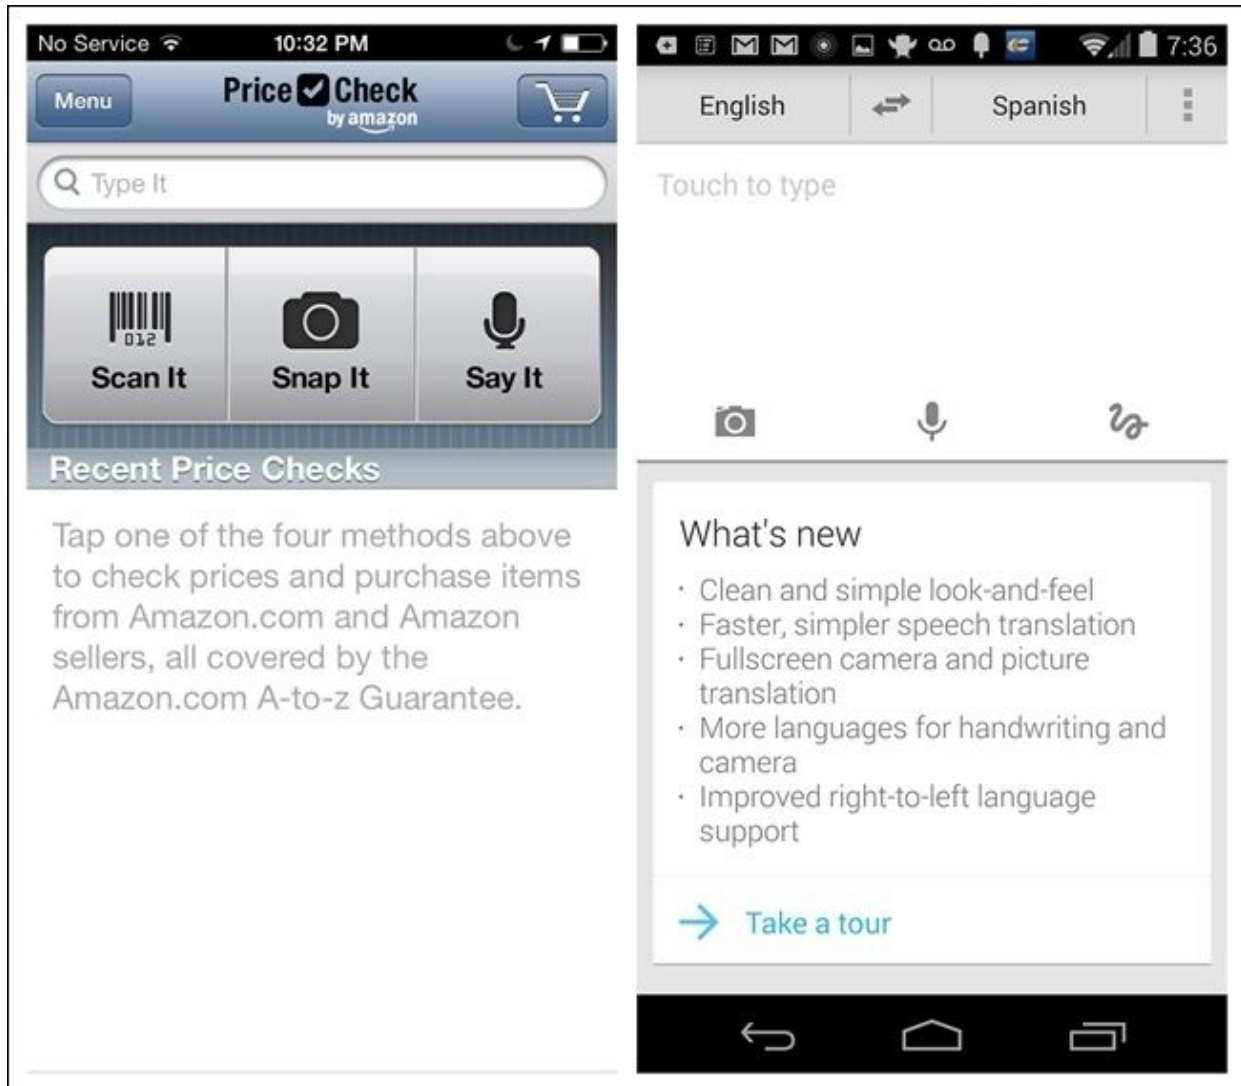 No Service 10:32 PM
Menu
Price Check
by amazon
Type It
012
Scan It Snap It Say It
Recent Price Checks
Tap one of the four methods above
to check prices and purchase items
from Amazon.com and Amazon
sellers, all covered by the
Amazon.com A-to-z Guarantee.
7:36
English Spanish
Touch to type
What's new
· Clean and simple look-and-feel
· Faster, simpler speech translation
· Fullscreen camera and picture
translation
· More languages for handwriting and
camera
· Improved right-to-left language
support
Take a tour